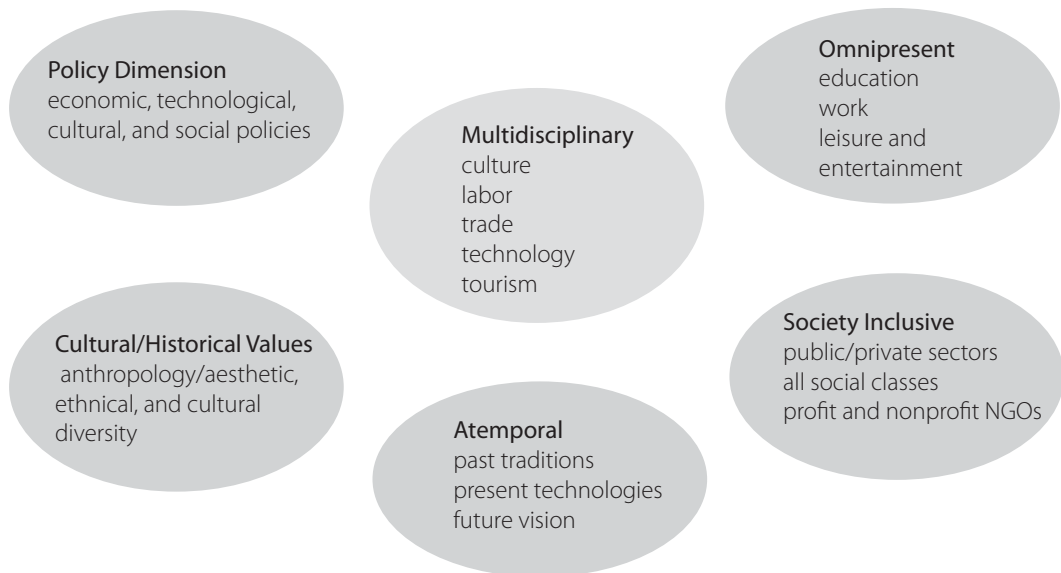 Policy Dimension
economic, technological,
cultural, and social policies
Multidisciplinary
culture
labor
trade
technology
tourism
Omnipresent
education
work
leisure and
entertainment
Cultural/Historical Values
anthropology/aesthetic,
ethnical, and cultural
diversity
Atemporal
past traditions
present technologies
future vision
Society Inclusive
public/private sectors
all social classes
profit and nonprofit NGOs